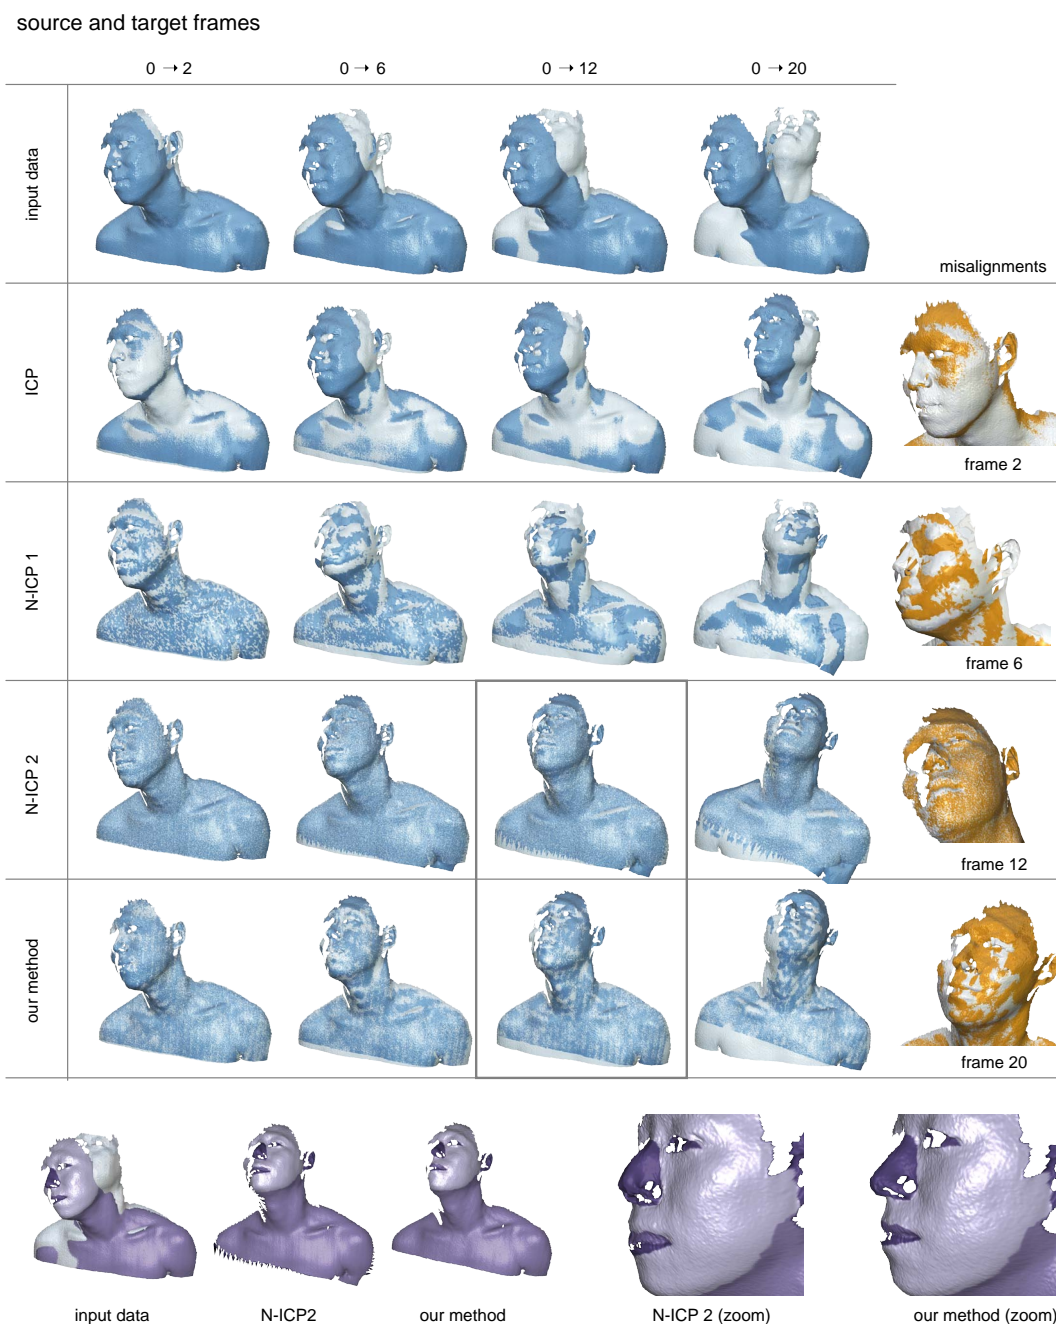 source and target frames
0 → 2
0 → 6
0 → 12
0 → 20
input data
misalignments
ICP
frame 2
N-ICP 1
frame 6
N-ICP 2
frame 12
our method
frame 20
input data
N-ICP2
our method
N-ICP 2 (zoom)
our method (zoom)